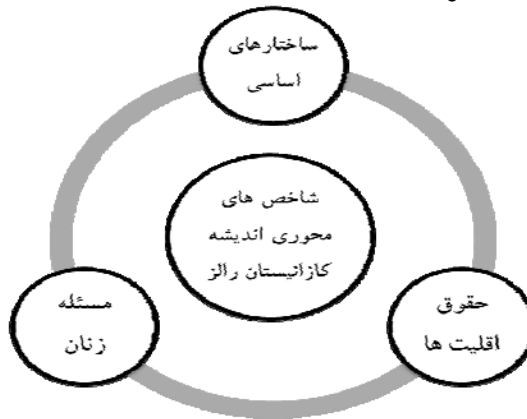 ساختارهای
اساسی
شاخص های
محوری اندیشه
کازانیستان رالز
حقوق
اقلیت ها
مسئله
زنان